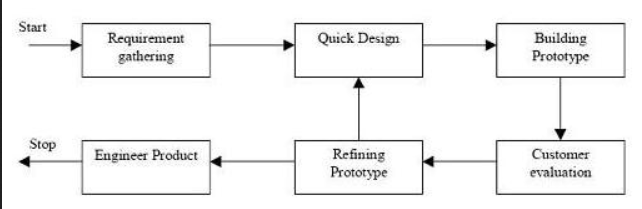 Start
Requirement
gathering
Quick Design
Building
Prototype
Stop
Engineer Product
Refining
Prototype
Customer
evaluation